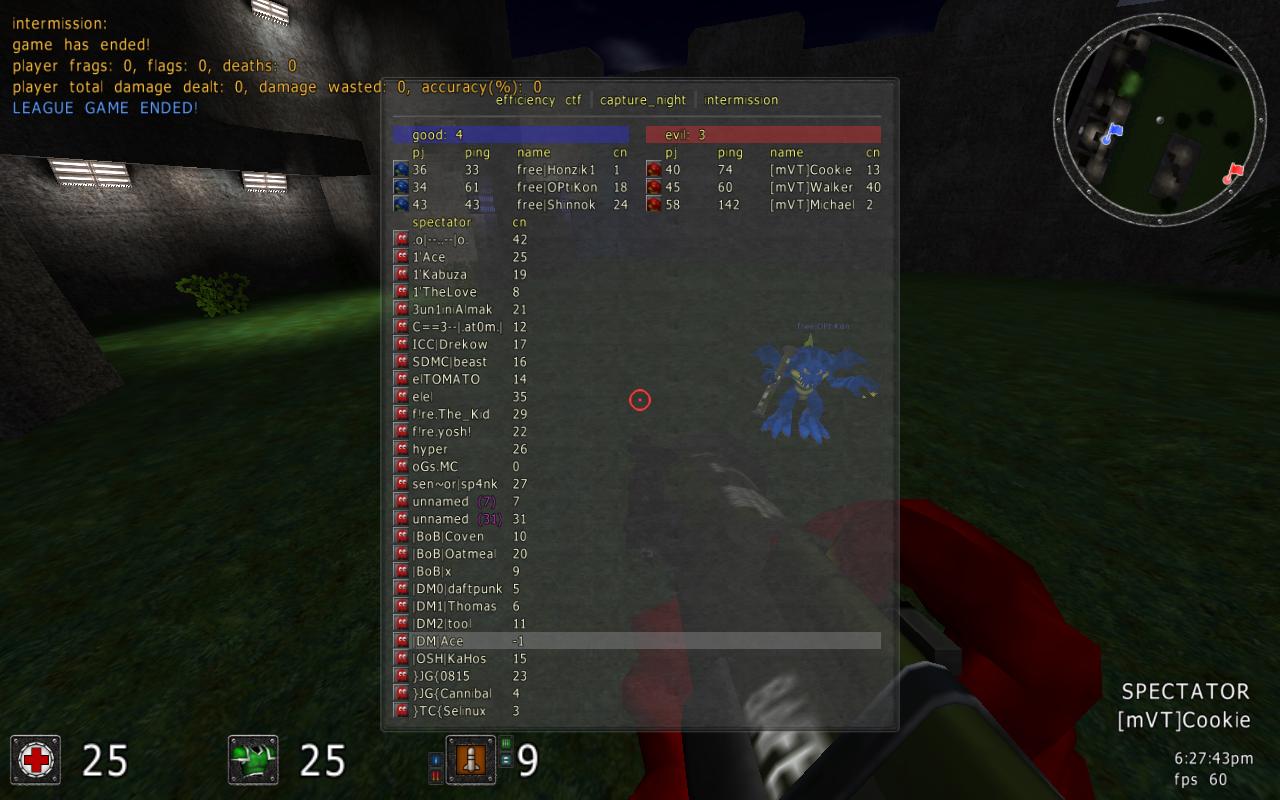 intermission:
game has ended!
player frags: 0, flags: 0, deaths: 0
player total damage dealt: 0, damage wasted: 0, accuracy(%): 0
LEAGUE GAME ENDED!
efficiency ctf | capture_night | intermission
good: 4 evil: 3
pj ping name cn pj ping name cn
36 33 free|Honzik1 1 40 74 [mVT]Cookie 13
34 61 free|OPtiKon 18 45 60 [mVT]Walker 40
43 43 free|Shinnok 24 58 142 [mVT]Michael 2
spectator cn
.o|--..--|o. 42
1'Ace 25
1'Kabuza 19
1'TheLove 8
3un1iniAlmak 21
C==3--|.at0m.| 12
ICC|Drekow 17
SDMC|beast 16
elTOMATO 14
elel 35
f!re.The_Kid 29
f!re.yosh! 22
hyper 26
oGs.MC 0
sen~or|sp4nk 27
unnamed (7) 7
unnamed (31) 31
|BoB|Coven 10
|BoB|Oatmeal 20
|BoB|x 9
|DM0|daftpunk 5
|DM1|Thomas 6
|DM2|tool 11
|DM|Ace -1
|OSH|KaHos 15
}JG{0815 23
}JG{Cannibal 4
}TC{Selinux 3
free|OPtiKon
SPECTATOR
[mVT]Cookie
6:27:43pm
fps 60
25 25 9